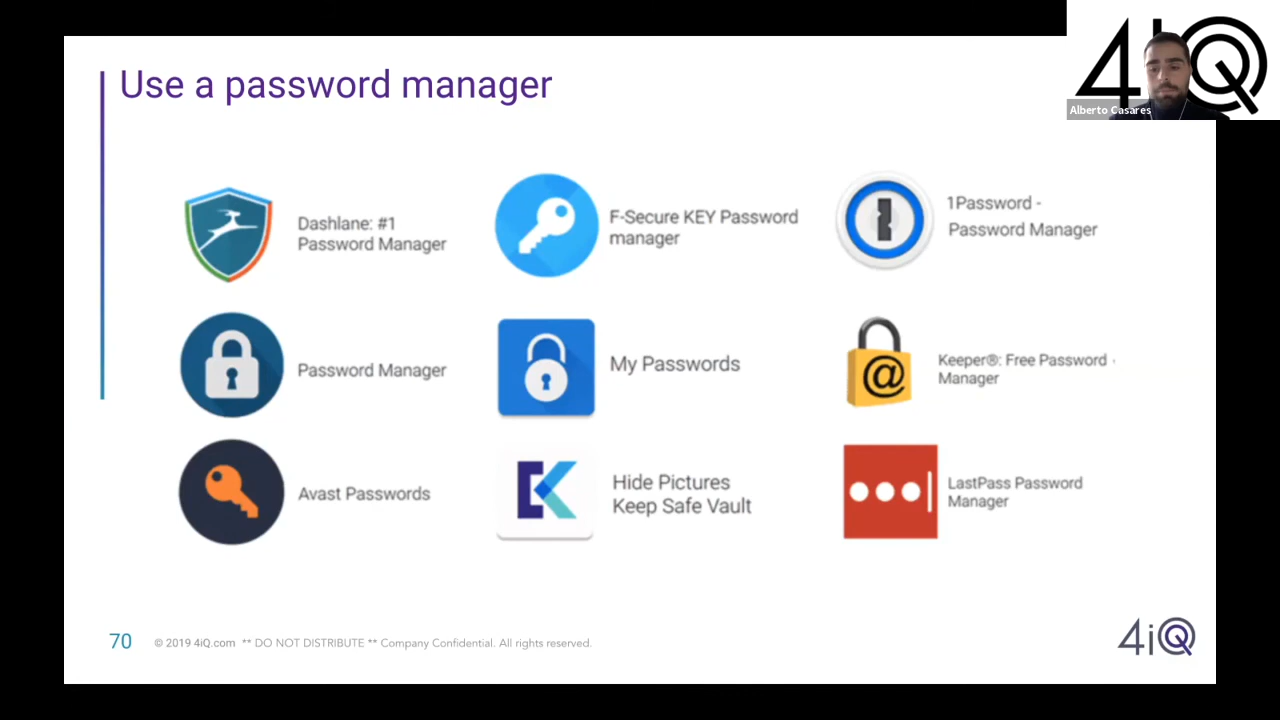 Use a password manager
4iQ
Alberto Casares
Dashlane: #1
Password Manager
F-Secure KEY Password
manager
1Password -
Password Manager
Password Manager
My Passwords
Keeper®: Free Password
Manager
Avast Passwords
Hide Pictures
Keep Safe Vault
LastPass Password
Manager
70
© 2019 4iQ.com ** DO NOT DISTRIBUTE ** Company Confidential. All rights reserved.
4iQ